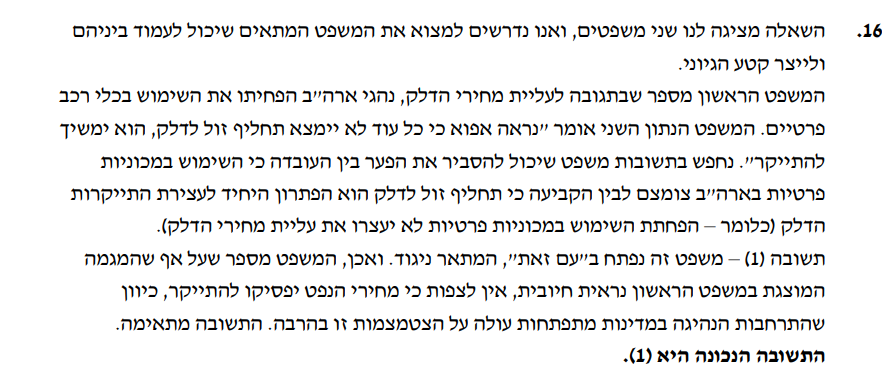 16. השאלה מציגה לנו שני משפטים, ואנו נדרשים למצוא את המשפט המתאים שיכול לעמוד ביניהם
ולייצר קטע הגיוני.
המשפט הראשון מספר שבתגובה לעליית מחירי הדלק, נהגי ארה״ב הפחיתו את השימוש בכלי רכב
פרטיים. המשפט הנתון השני אומר ״נראה אפוא כי כל עוד לא יימצא תחליף זול לדלק, הוא ימשיך
להתייקר״. נחפש בתשובות משפט שיכול להסביר את הפער בין העובדה כי השימוש במכוניות
פרטיות בארה״ב צומצם לבין הקביעה כי תחליף זול לדלק הוא הפתרון היחיד לעצירת התייקרות
הדלק (כלומר – הפחתת השימוש במכוניות פרטיות לא יעצרו את עליית מחירי הדלק).
תשובה (1) – משפט זה נפתח ב״עם זאת״, המתאר ניגוד. ואכן, המשפט מספר שעל אף שהמגמה
המוצגת במשפט הראשון נראית חיובית, אין לצפות כי מחירי הנפט יפסיקו להתייקר, כיוון
שהתרחבות הנהיגה במדינות מתפתחות עולה על הצטמצמות זו בהרבה. התשובה מתאימה.
התשובה הנכונה היא (1).